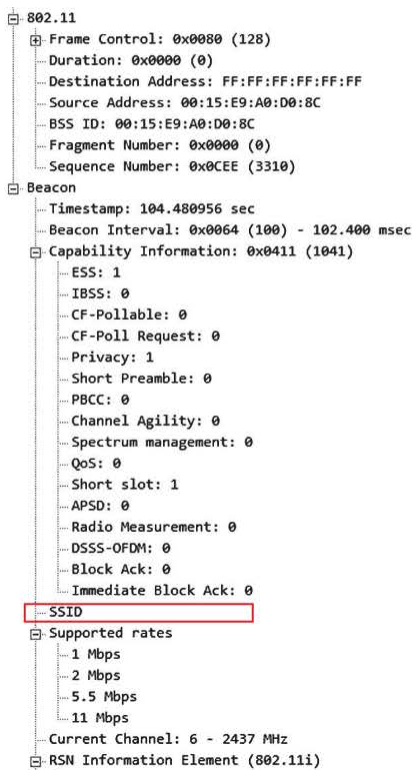 802.11
Frame Control: 0x0080 (128)
Duration: 0x0000 (0)
Destination Address: FF:FF:FF:FF:FF:FF
Source Address: 00:15:E9:A0:D0:8C
BSS ID: 00:15:E9:A0:D0:8C
Fragment Number: 0x0000 (0)
Sequence Number: 0x0CEE (3310)
Beacon
Timestamp: 104.480956 sec
Beacon Interval: 0x0064 (100) - 102.400 msec
Capability Information: 0x0411 (1041)
ESS: 1
IBSS: 0
CF-Pollable: 0
CF-Poll Request: 0
Privacy: 1
Short Preamble: 0
PBCC: 0
Channel Agility: 0
Spectrum management: 0
QoS: 0
Short slot: 1
APSD: 0
Radio Measurement: 0
DSSS-OFDM: 0
Block Ack: 0
Immediate Block Ack: 0
SSID
Supported rates
1 Mbps
2 Mbps
5.5 Mbps
11 Mbps
Current Channel: 6 - 2437 MHz
RSN Information Element (802.11i)